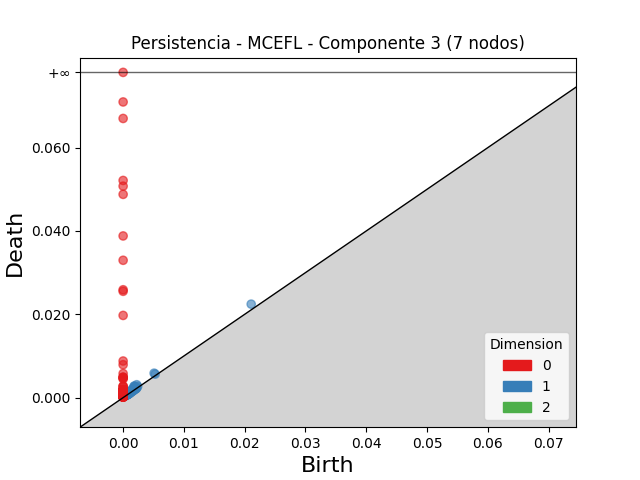 Persistencia - MCEFL - Componente 3 (7 nodos)
+∞
0.060
0.040
0.020
0.000
Death
0.00 0.01 0.02 0.03 0.04 0.05 0.06 0.07
Birth
Dimension
0
1
2